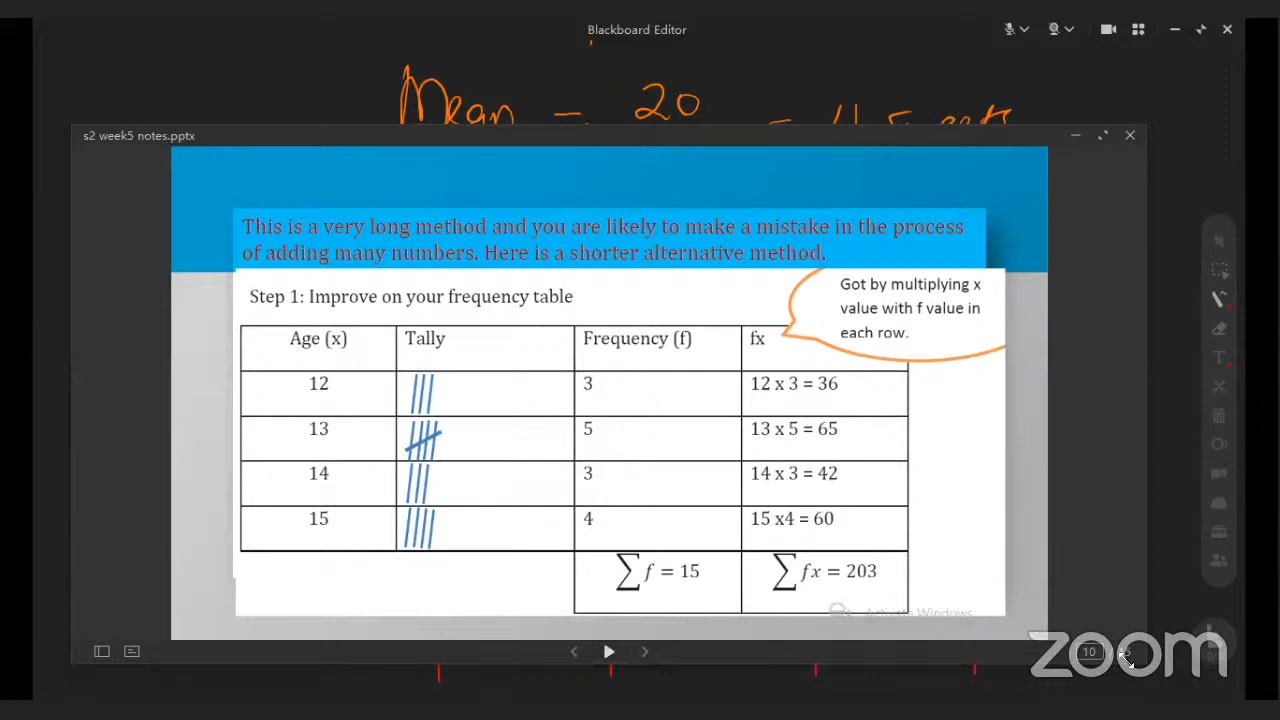 Blackboard Editor
Mean = 20
=
s2 week5 notes.pptx
This is a very long method and you are likely to make a mistake in the process
of adding many numbers. Here is a shorter alternative method.
Step 1: Improve on your frequency table
Got by multiplying x
value with f value in
each row.
Age (x) Tally Frequency (f) fx
12 3 12 x 3 = 36
13 5 13 x 5 = 65
14 3 14 x 3 = 42
15 4 15 x4 = 60
∑ f = 15 ∑ fx = 203
Activate Windows
10
zoom